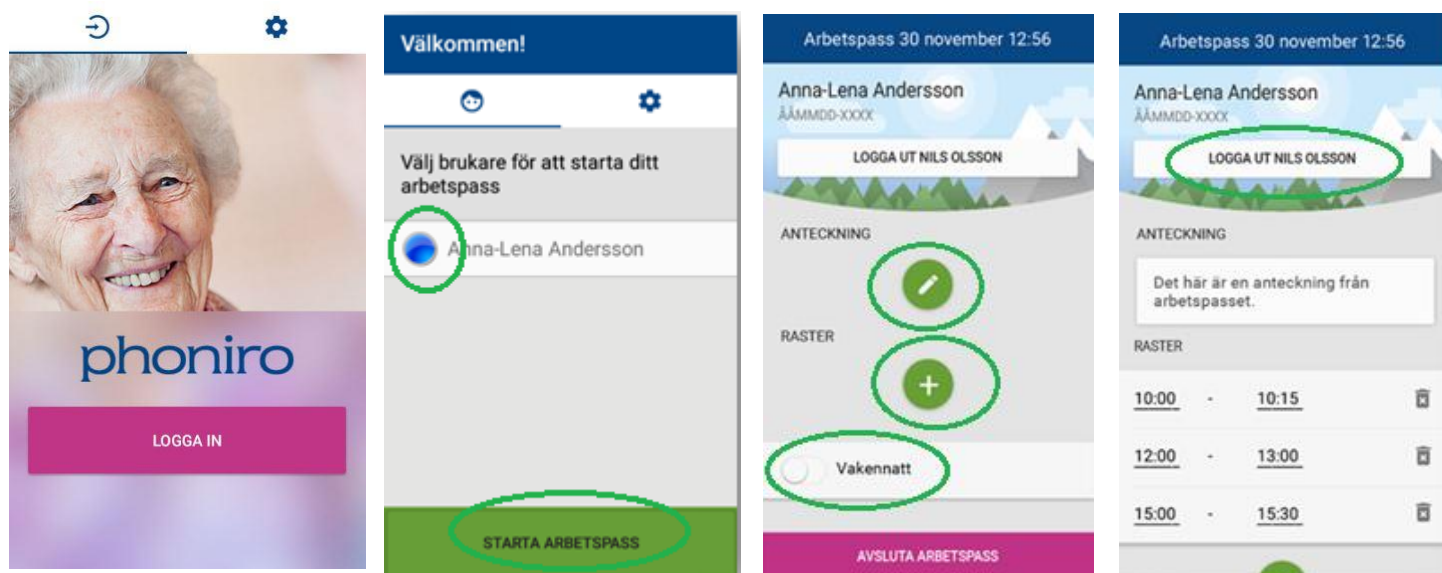 phoniro
LOGGA IN
Välkommen!
Välj brukare för att starta ditt
arbetspass
Anna-Lena Andersson
STARTA ARBETSPASS
Arbetspass 30 november 12:56
Anna-Lena Andersson
ÅÅMMDD-XXXX
LOGGA UT NILS OLSSON
ANTECKNING
RASTER
Vakennatt
AVSLUTA ARBETSPASS
Arbetspass 30 november 12:56
Anna-Lena Andersson
ÅÅMMDD-XXXX
LOGGA UT NILS OLSSON
ANTECKNING
Det här är en anteckning från
arbetspasset.
RASTER
10:00 - 10:15
12:00 - 13:00
15:00 - 15:30